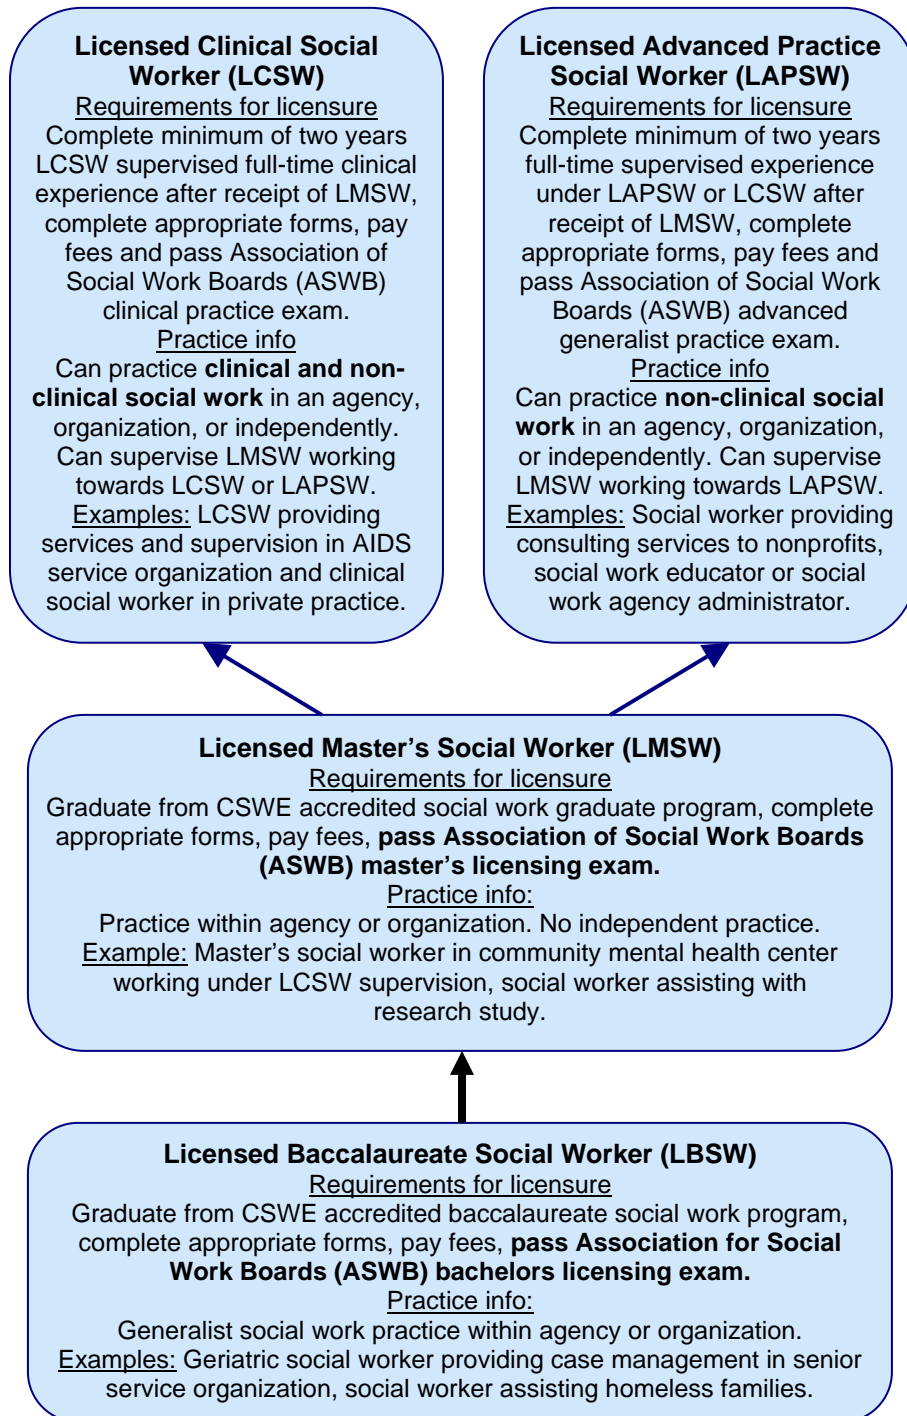 Licensed Clinical Social
Worker (LCSW)
Requirements for licensure
Complete minimum of two years
LCSW supervised full-time clinical
experience after receipt of LMSW,
complete appropriate forms, pay
fees and pass Association of
Social Work Boards (ASWB)
clinical practice exam.
Practice info
Can practice clinical and non-
clinical social work in an agency,
organization, or independently.
Can supervise LMSW working
towards LCSW or LAPSW.
Examples: LCSW providing
services and supervision in AIDS
service organization and clinical
social worker in private practice.
Licensed Advanced Practice
Social Worker (LAPSW)
Requirements for licensure
Complete minimum of two years
full-time supervised experience
under LAPSW or LCSW after
receipt of LMSW, complete
appropriate forms, pay fees and
pass Association of Social Work
Boards (ASWB) advanced
generalist practice exam.
Practice info
Can practice non-clinical social
work in an agency, organization,
or independently. Can supervise
LMSW working towards LAPSW.
Examples: Social worker providing
consulting services to nonprofits,
social work educator or social
work agency administrator.
Licensed Master’s Social Worker (LMSW)
Requirements for licensure
Graduate from CSWE accredited social work graduate program, complete
appropriate forms, pay fees, pass Association of Social Work Boards
(ASWB) master’s licensing exam.
Practice info:
Practice within agency or organization. No independent practice.
Example: Master’s social worker in community mental health center
working under LCSW supervision, social worker assisting with
research study.
Licensed Baccalaureate Social Worker (LBSW)
Requirements for licensure
Graduate from CSWE accredited baccalaureate social work program,
complete appropriate forms, pay fees, pass Association for Social
Work Boards (ASWB) bachelors licensing exam.
Practice info:
Generalist social work practice within agency or organization.
Examples: Geriatric social worker providing case management in senior
service organization, social worker assisting homeless families.